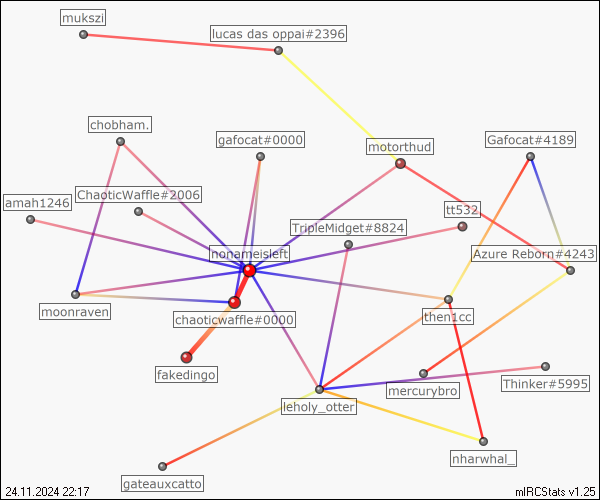 mukszi
lucas das oppai#2396
chobham.
gafocat#0000
motorthud
Gafocat#4189
ChaoticWaffle#2006
amah1246
tt532
TripleMidget#8824
nonameisleft
Azure Reborn#4243
moonraven
chaoticwaffle#0000
then1cc
fakedingo
mercurybro
Thinker#5995
leholy_otter
nharwhal_
gateauxcatto
24.11.2024 22:17
mIRCStats v1.25